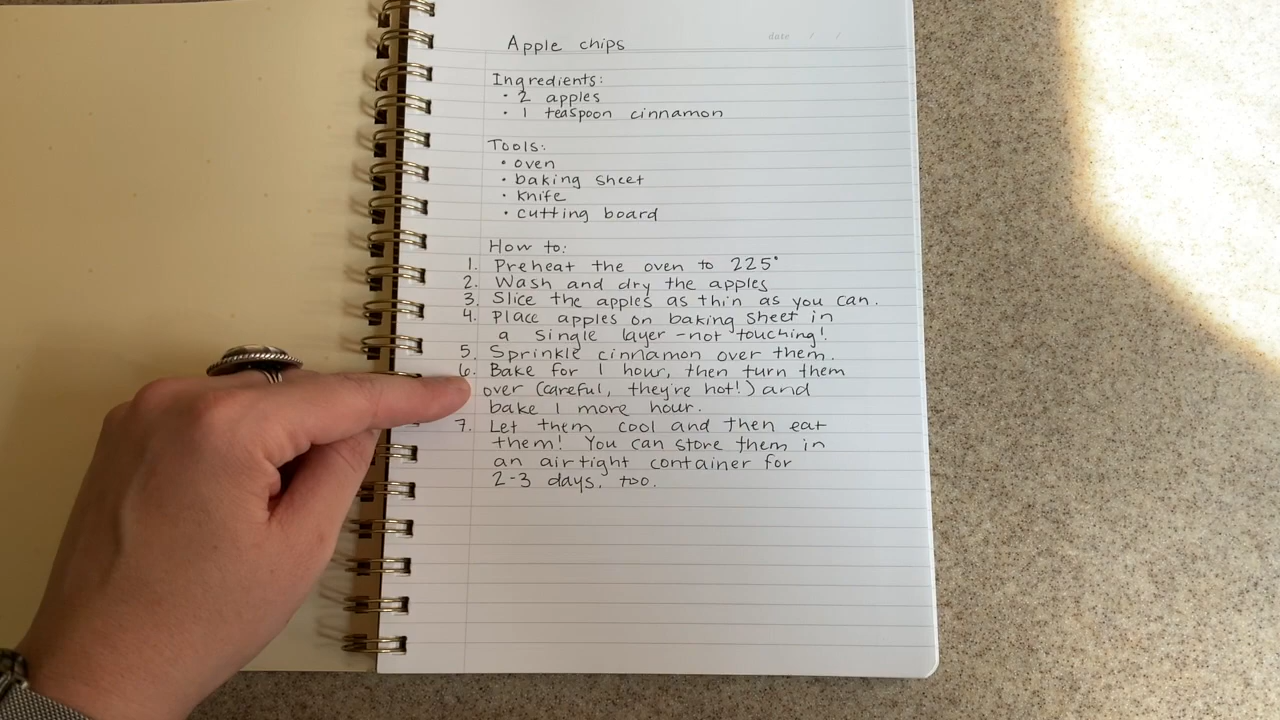 date / /
Apple chips
Ingredients:
• 2 apples
• 1 teaspoon cinnamon
Tools:
• oven
• baking sheet
• knife
• cutting board
How to:
1. Preheat the oven to 225°
2. Wash and dry the apples
3. Slice the apples as thin as you can.
4. Place apples on baking sheet in
a single layer - not touching!
5. Sprinkle cinnamon over them.
6. Bake for 1 hour, then turn them
over (careful, they're hot!) and
bake 1 more hour.
7. Let them cool and then eat
them! You can store them in
an airtight container for
2-3 days, too.